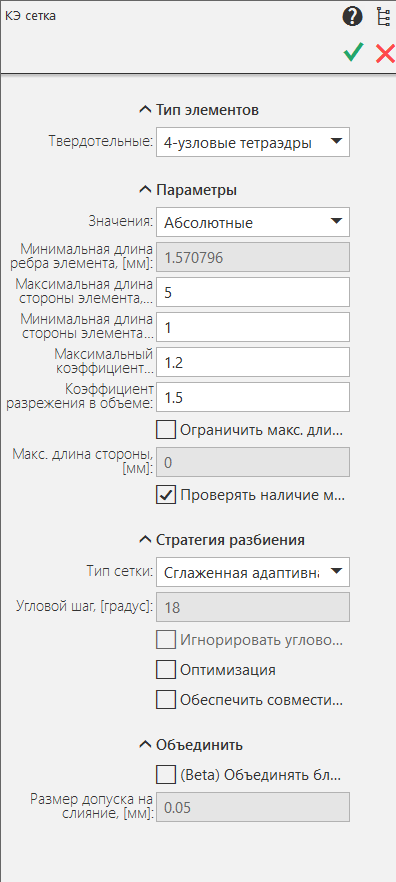 КЭ сетка
Тип элементов
Твердотельные:
4-узловые тетраэдры
Параметры
Значения:
Абсолютные
Минимальная длина
ребра элемента, [мм]:
1.570796
Максимальная длина
стороны элемента,...
5
Минимальная длина
стороны элемента...
1
Максимальный
коэффициент...
1.2
Коэффициент
разрежения в объеме:
1.5
Ограничить макс. дли...
Макс. длина стороны,
[мм]:
0
Проверять наличие м...
Стратегия разбиения
Тип сетки:
Сглаженная адаптивна
Угловой шаг, [градус]:
18
Игнорировать углово...
Оптимизация
Обеспечить совмести...
Объединить
(Beta) Объединять бл...
Размер допуска на
слияние, [мм]:
0.05